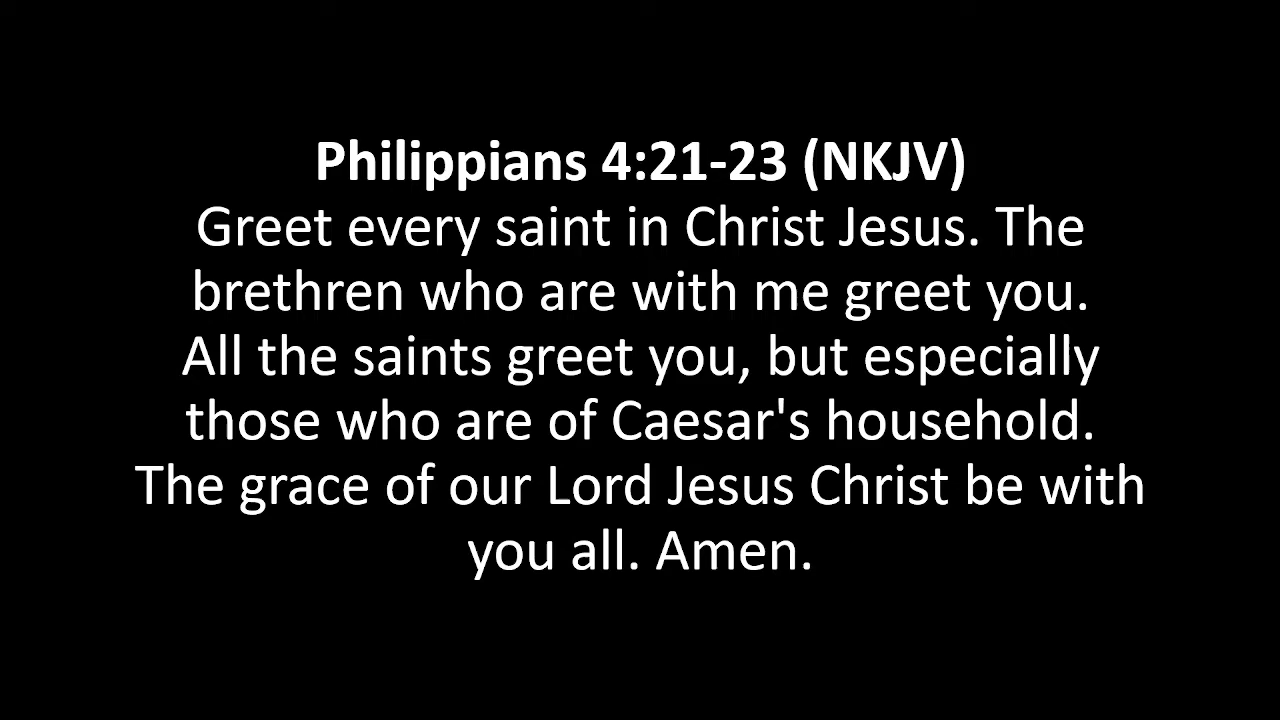 Philippians 4:21-23 (NKJV)
Greet every saint in Christ Jesus. The
brethren who are with me greet you.
All the saints greet you, but especially
those who are of Caesar's household.
The grace of our Lord Jesus Christ be with
you all. Amen.